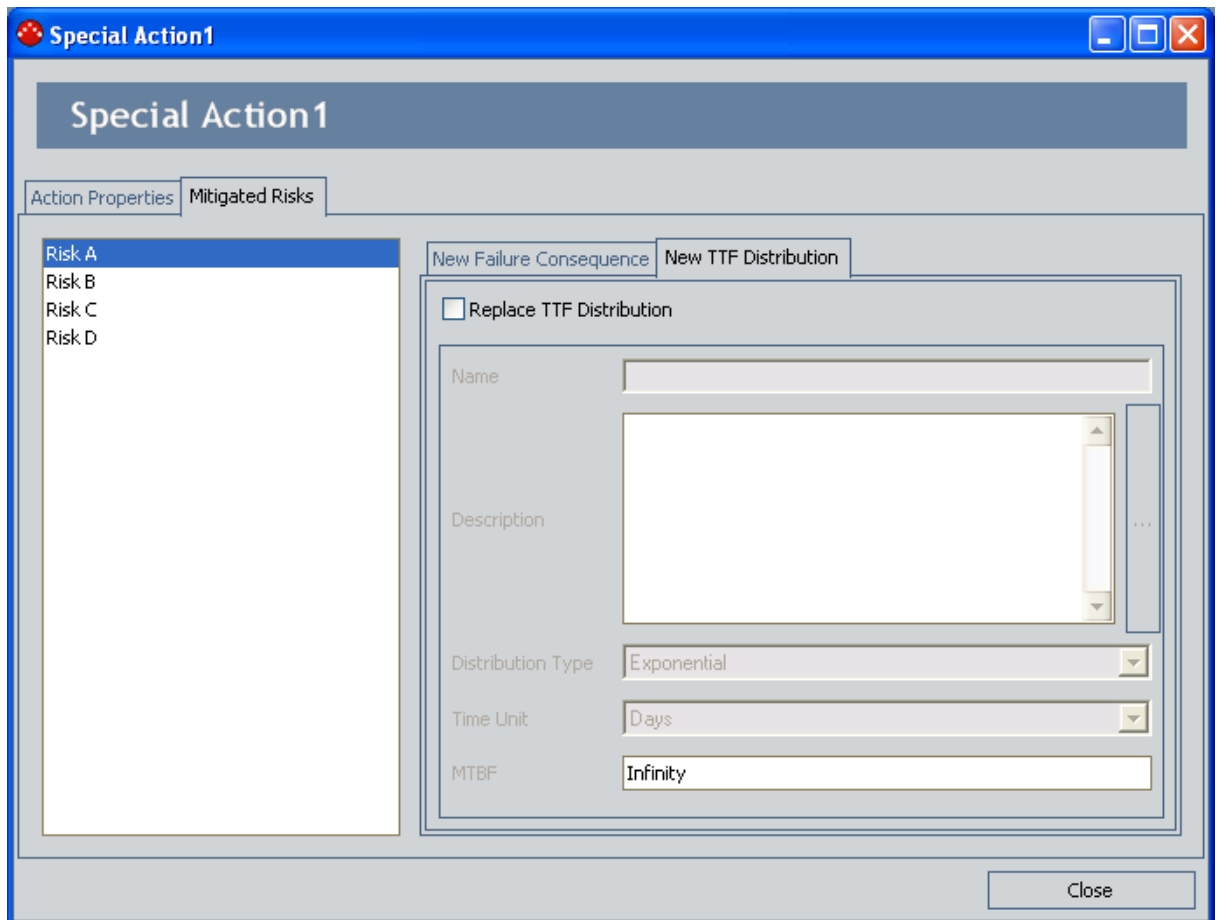 Special Action1
Special Action1
Action Properties
Mitigated Risks
Risk A
Risk B
Risk C
Risk D
New Failure Consequence
New TTF Distribution
Replace TTF Distribution
Name
Description
...
Distribution Type
Exponential
Time Unit
Days
MTBF
Infinity
Close